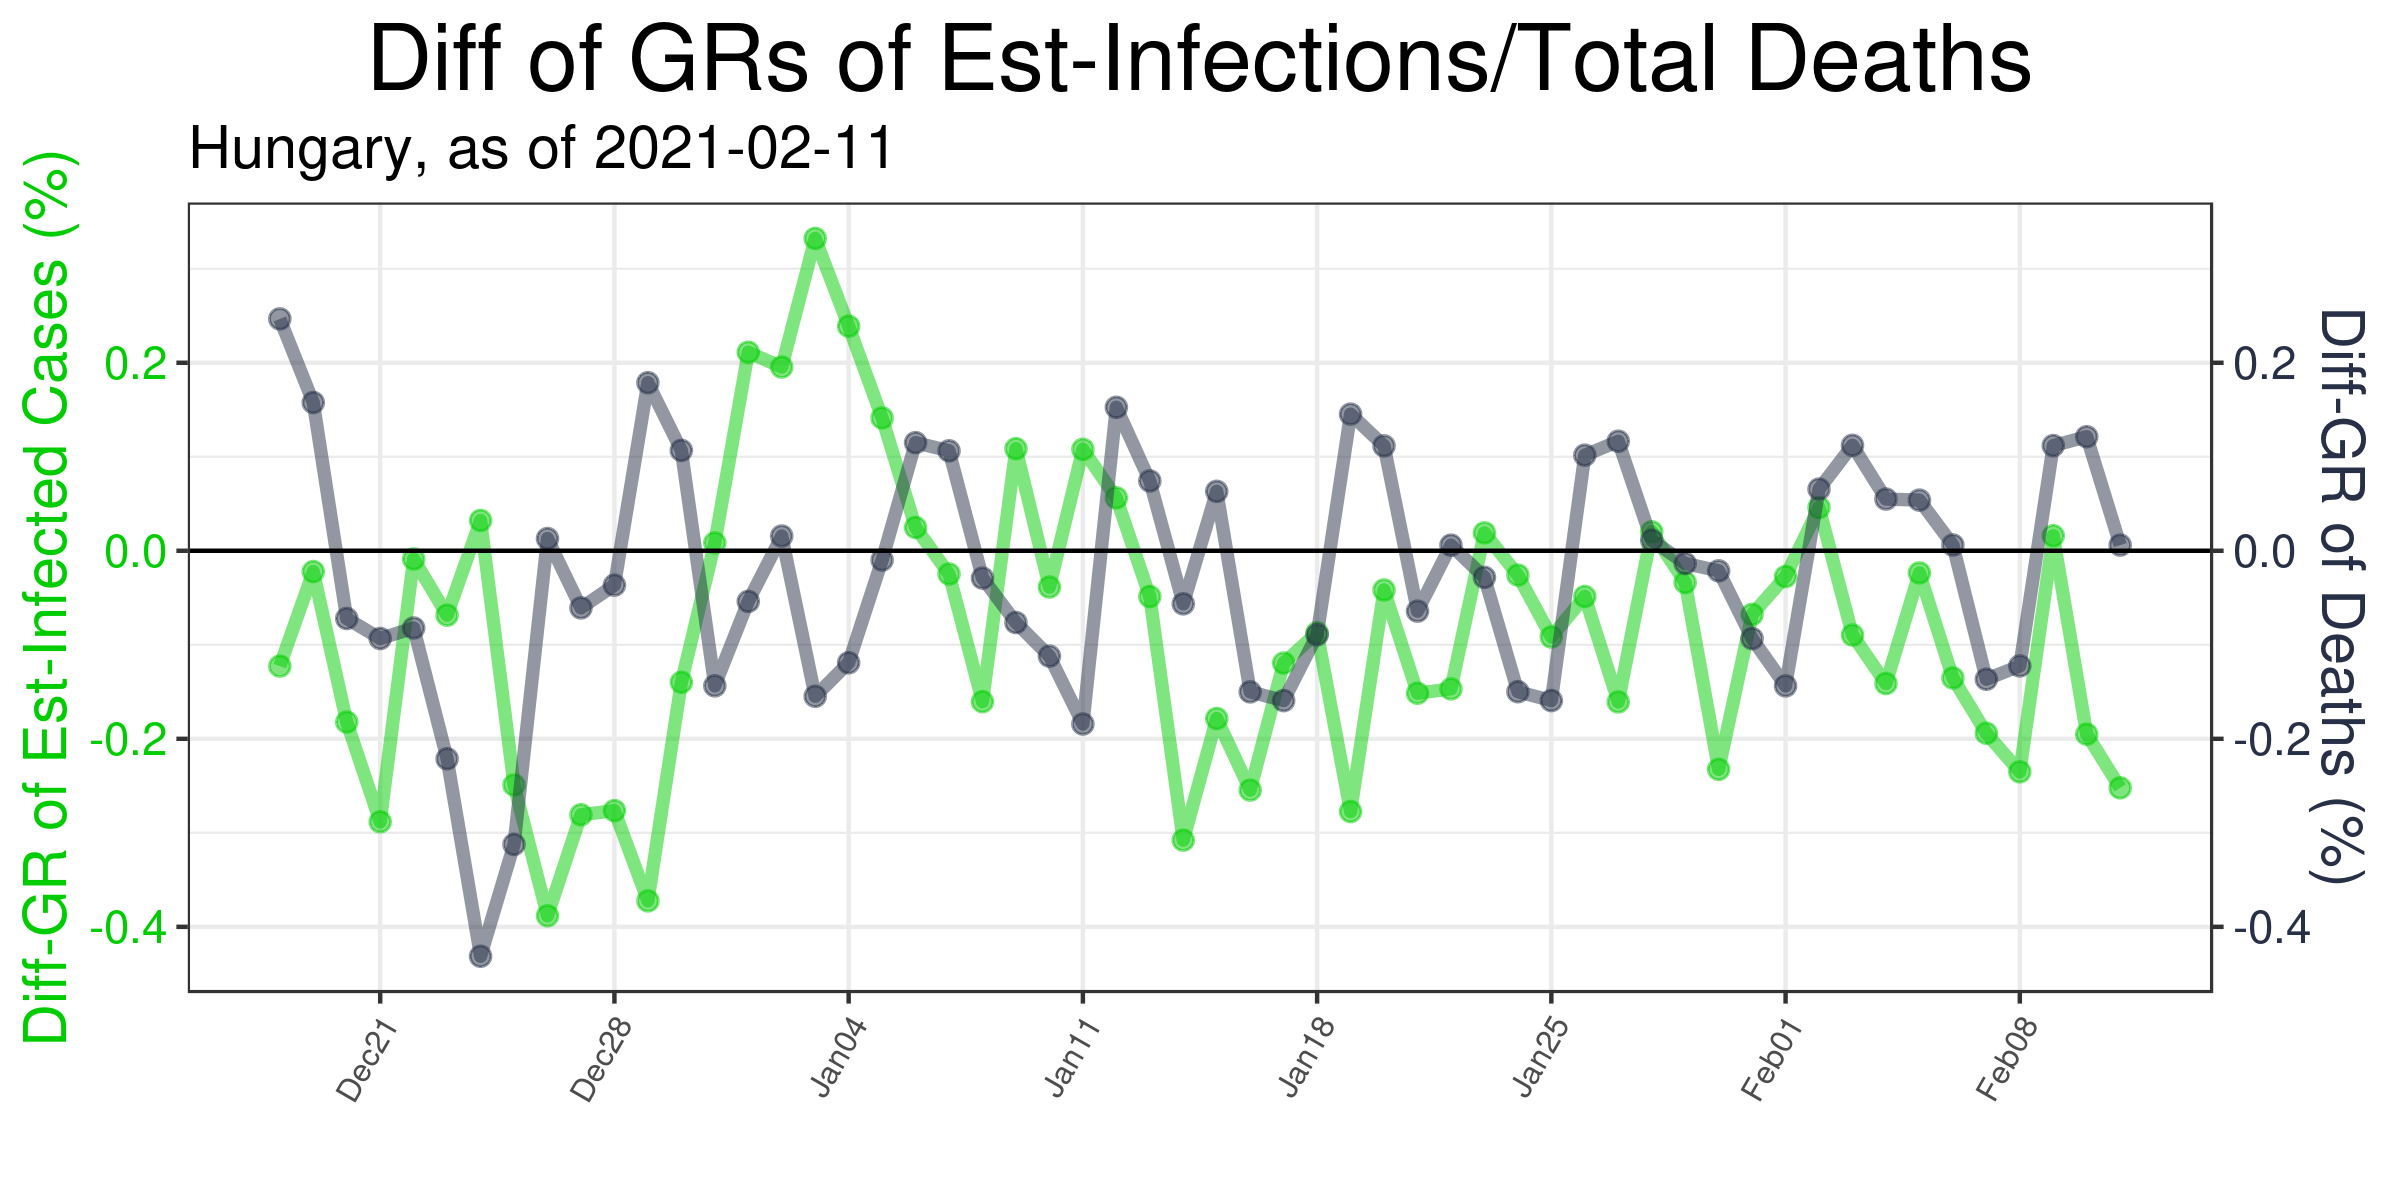 Diff of GRs of Est-Infections/Total Deaths
Hungary, as of 2021-02-11
Diff-GR of Est-Infected Cases (%)
0.2
0.0
-0.2
-0.4
0.2
0.0
-0.2
-0.4
Diff-GR of Deaths (%)
Dec21
Dec28
Jan04
Jan11
Jan18
Jan25
Feb01
Feb08